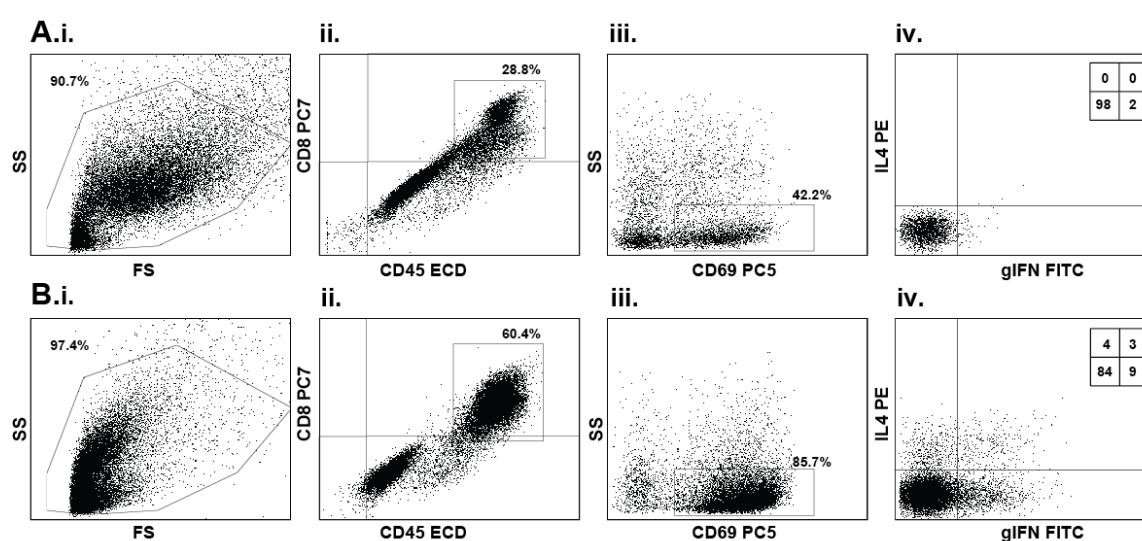 A.i.
ii.
iii.
iv.
90.7%
SS
FS
28.8%
CD8 PC7
CD45 ECD
42.2%
SS
CD69 PC5
0 0
98 2
IL4 PE
gIFN FITC
B.i.
ii.
iii.
iv.
97.4%
SS
FS
60.4%
CD8 PC7
CD45 ECD
85.7%
SS
CD69 PC5
4 3
84 9
IL4 PE
gIFN FITC